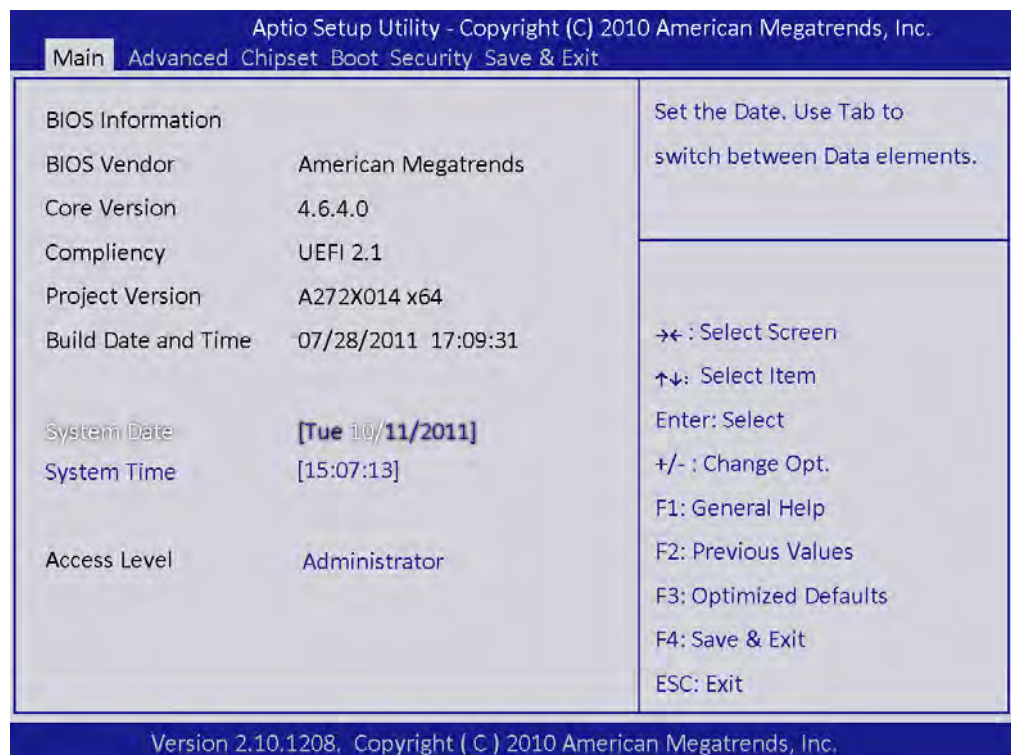 Aptio Setup Utility - Copyright (C) 2010 American Megatrends, Inc.
Main Advanced Chipset Boot Security Save & Exit
BIOS Information
BIOS Vendor American Megatrends
Core Version 4.6.4.0
Compliency UEFI 2.1
Project Version A272X014 x64
Build Date and Time 07/28/2011 17:09:31
System Date [Tue 10/11/2011]
System Time [15:07:13]
Access Level Administrator
Set the Date. Use Tab to
switch between Data elements.
→←: Select Screen
↑↓: Select Item
Enter: Select
+/- : Change Opt.
F1: General Help
F2: Previous Values
F3: Optimized Defaults
F4: Save & Exit
ESC: Exit
Version 2.10.1208. Copyright ( C ) 2010 American Megatrends, Inc.